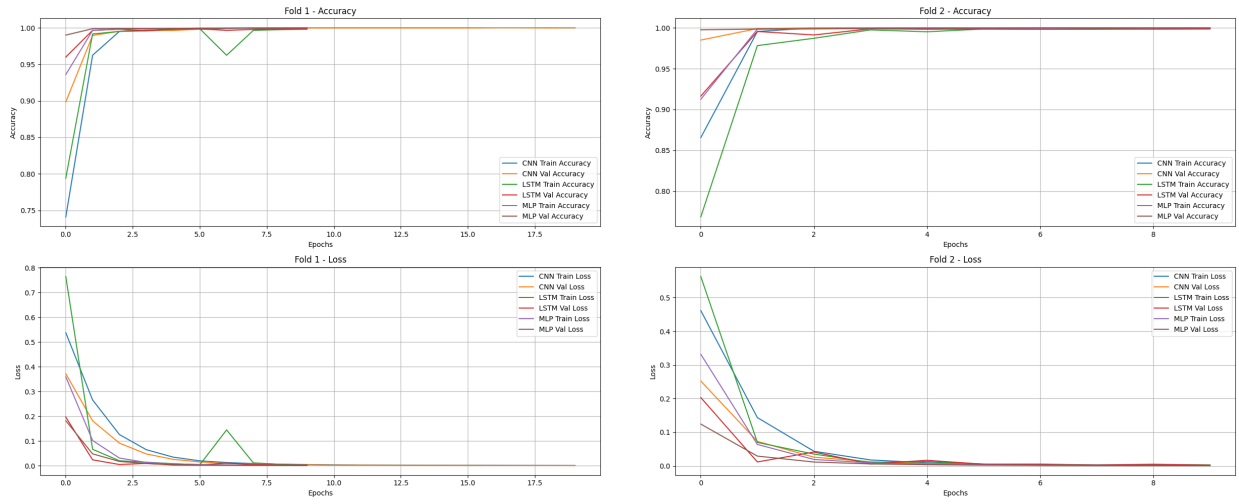 Fold 1 - Accuracy
Accuracy
1.00
0.95
0.90
0.85
0.80
0.75
0.0 2.5 5.0 7.5 10.0 12.5 15.0 17.5
Epochs
CNN Train Accuracy
CNN Val Accuracy
LSTM Train Accuracy
LSTM Val Accuracy
MLP Train Accuracy
MLP Val Accuracy
Fold 2 - Accuracy
Accuracy
1.00
0.95
0.90
0.85
0.80
0 2 4 6 8
Epochs
CNN Train Accuracy
CNN Val Accuracy
LSTM Train Accuracy
LSTM Val Accuracy
MLP Train Accuracy
MLP Val Accuracy
Fold 1 - Loss
Loss
0.8
0.7
0.6
0.5
0.4
0.3
0.2
0.1
0.0
0.0 2.5 5.0 7.5 10.0 12.5 15.0 17.5
Epochs
CNN Train Loss
CNN Val Loss
LSTM Train Loss
LSTM Val Loss
MLP Train Loss
MLP Val Loss
Fold 2 - Loss
Loss
0.5
0.4
0.3
0.2
0.1
0.0
0 2 4 6 8
Epochs
CNN Train Loss
CNN Val Loss
LSTM Train Loss
LSTM Val Loss
MLP Train Loss
MLP Val Loss